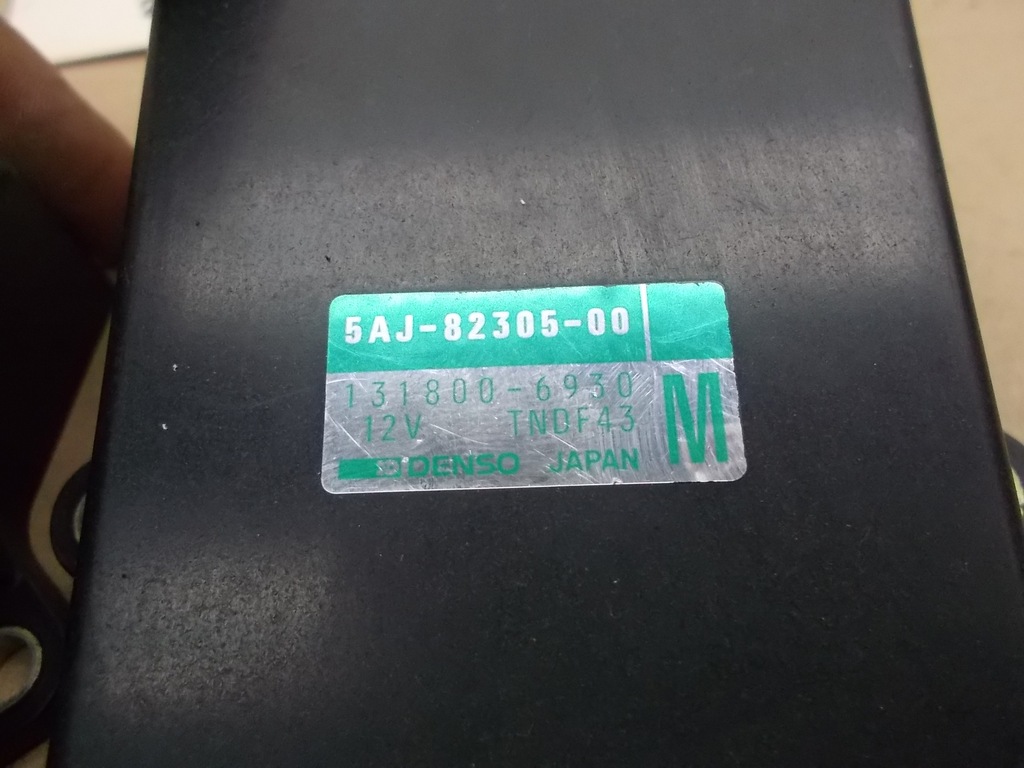 5AJ-82305-00
131800-6930
12V TNDF43
DENSO JAPAN
M